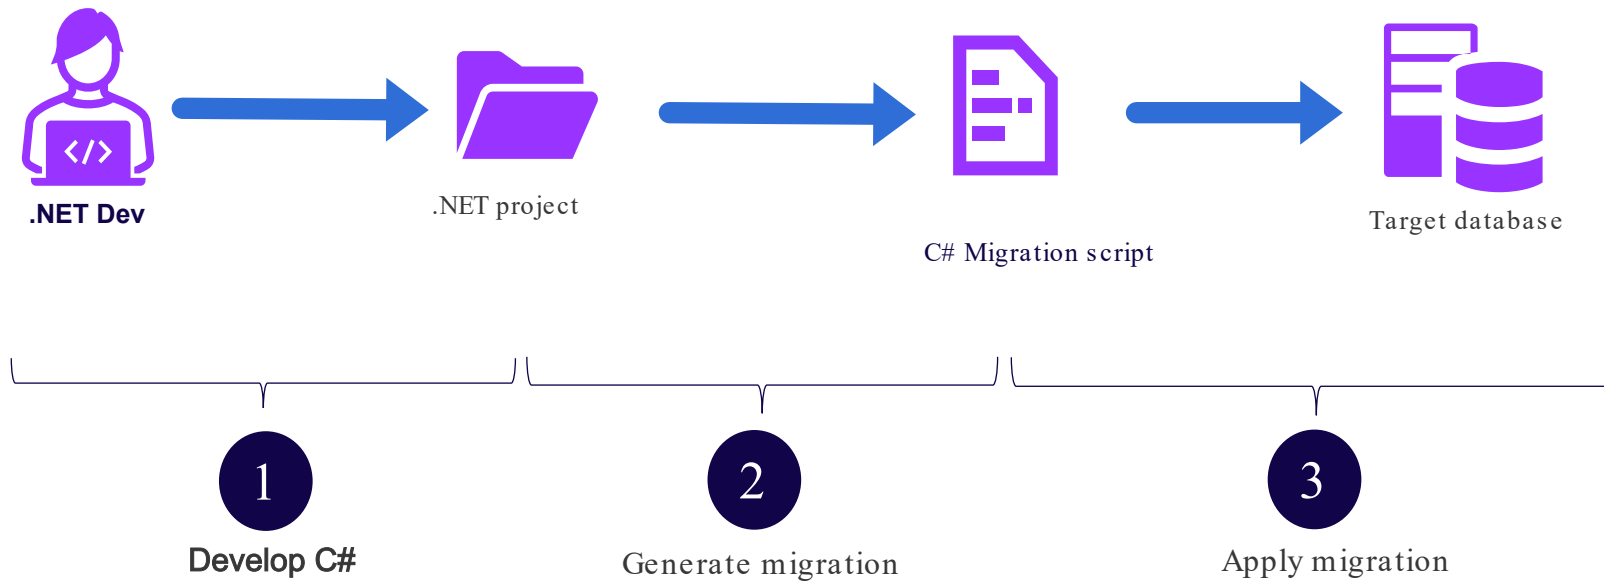 </>
.NET Dev
.NET project
C# Migration script
Target database
1
2
3
Develop C#
Generate migration
Apply migration